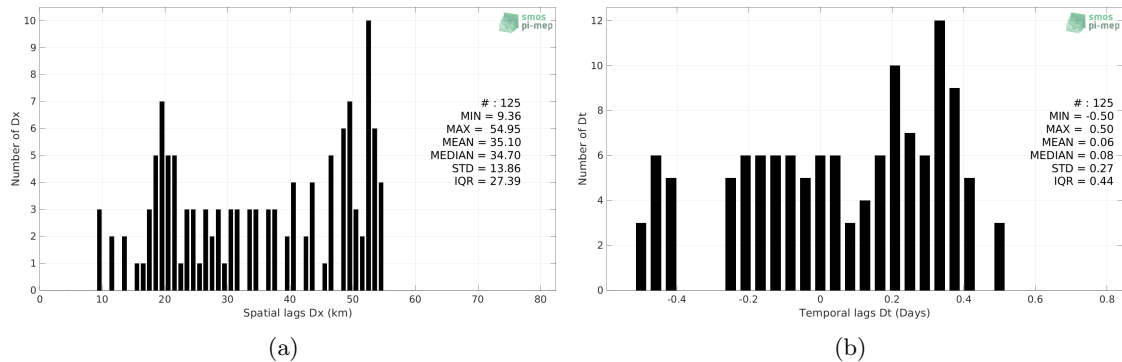 10
9
8
7
6
5
4
3
2
1
0
Number of Dx
smos
pi-mep
# : 125
MIN = 9.36
MAX = 54.95
MEAN = 35.10
MEDIAN = 34.70
STD = 13.86
IQR = 27.39
0 10 20 30 40 50 60 70 80
Spatial lags Dx (km)
(a)
12
10
8
6
4
2
0
Number of Dt
smos
pi-mep
# : 125
MIN = -0.50
MAX = 0.50
MEAN = 0.06
MEDIAN = 0.08
STD = 0.27
IQR = 0.44
-0.4 -0.2 0 0.2 0.4 0.6 0.8
Temporal lags Dt (Days)
(b)